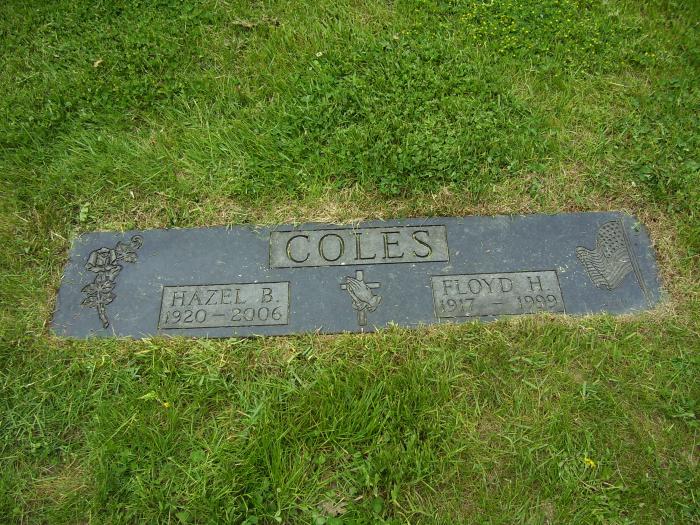 COLES
HAZEL B.
1920 - 2006
FLOYD H.
1917 - 1999